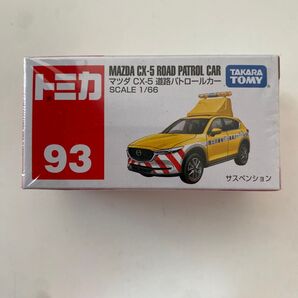 トミカ
MAZDA CX-5 ROAD PATROL CAR
マツダ CX-5 道路パトロールカー
SCALE 1/66
TAKARA
TOMY
93
サスペンション